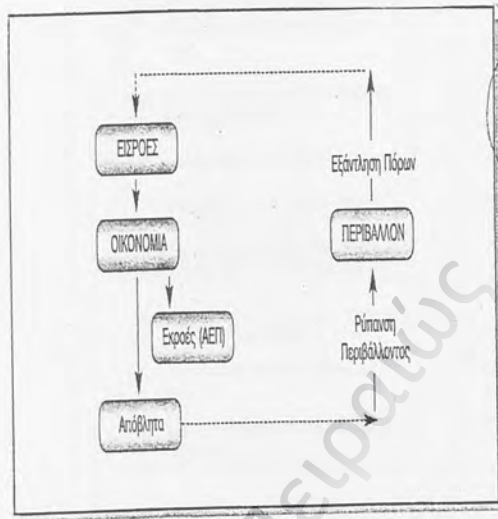 ΕΙΣΡΟΕΣ
ΟΙΚΟΝΟΜΙΑ
Εκροές (ΑΕΠ)
Απόβλητα
Εξάντληση Πόρων
ΠΕΡΙΒΑΛΛΟΝ
Ρύπανση
Περιβάλλοντος